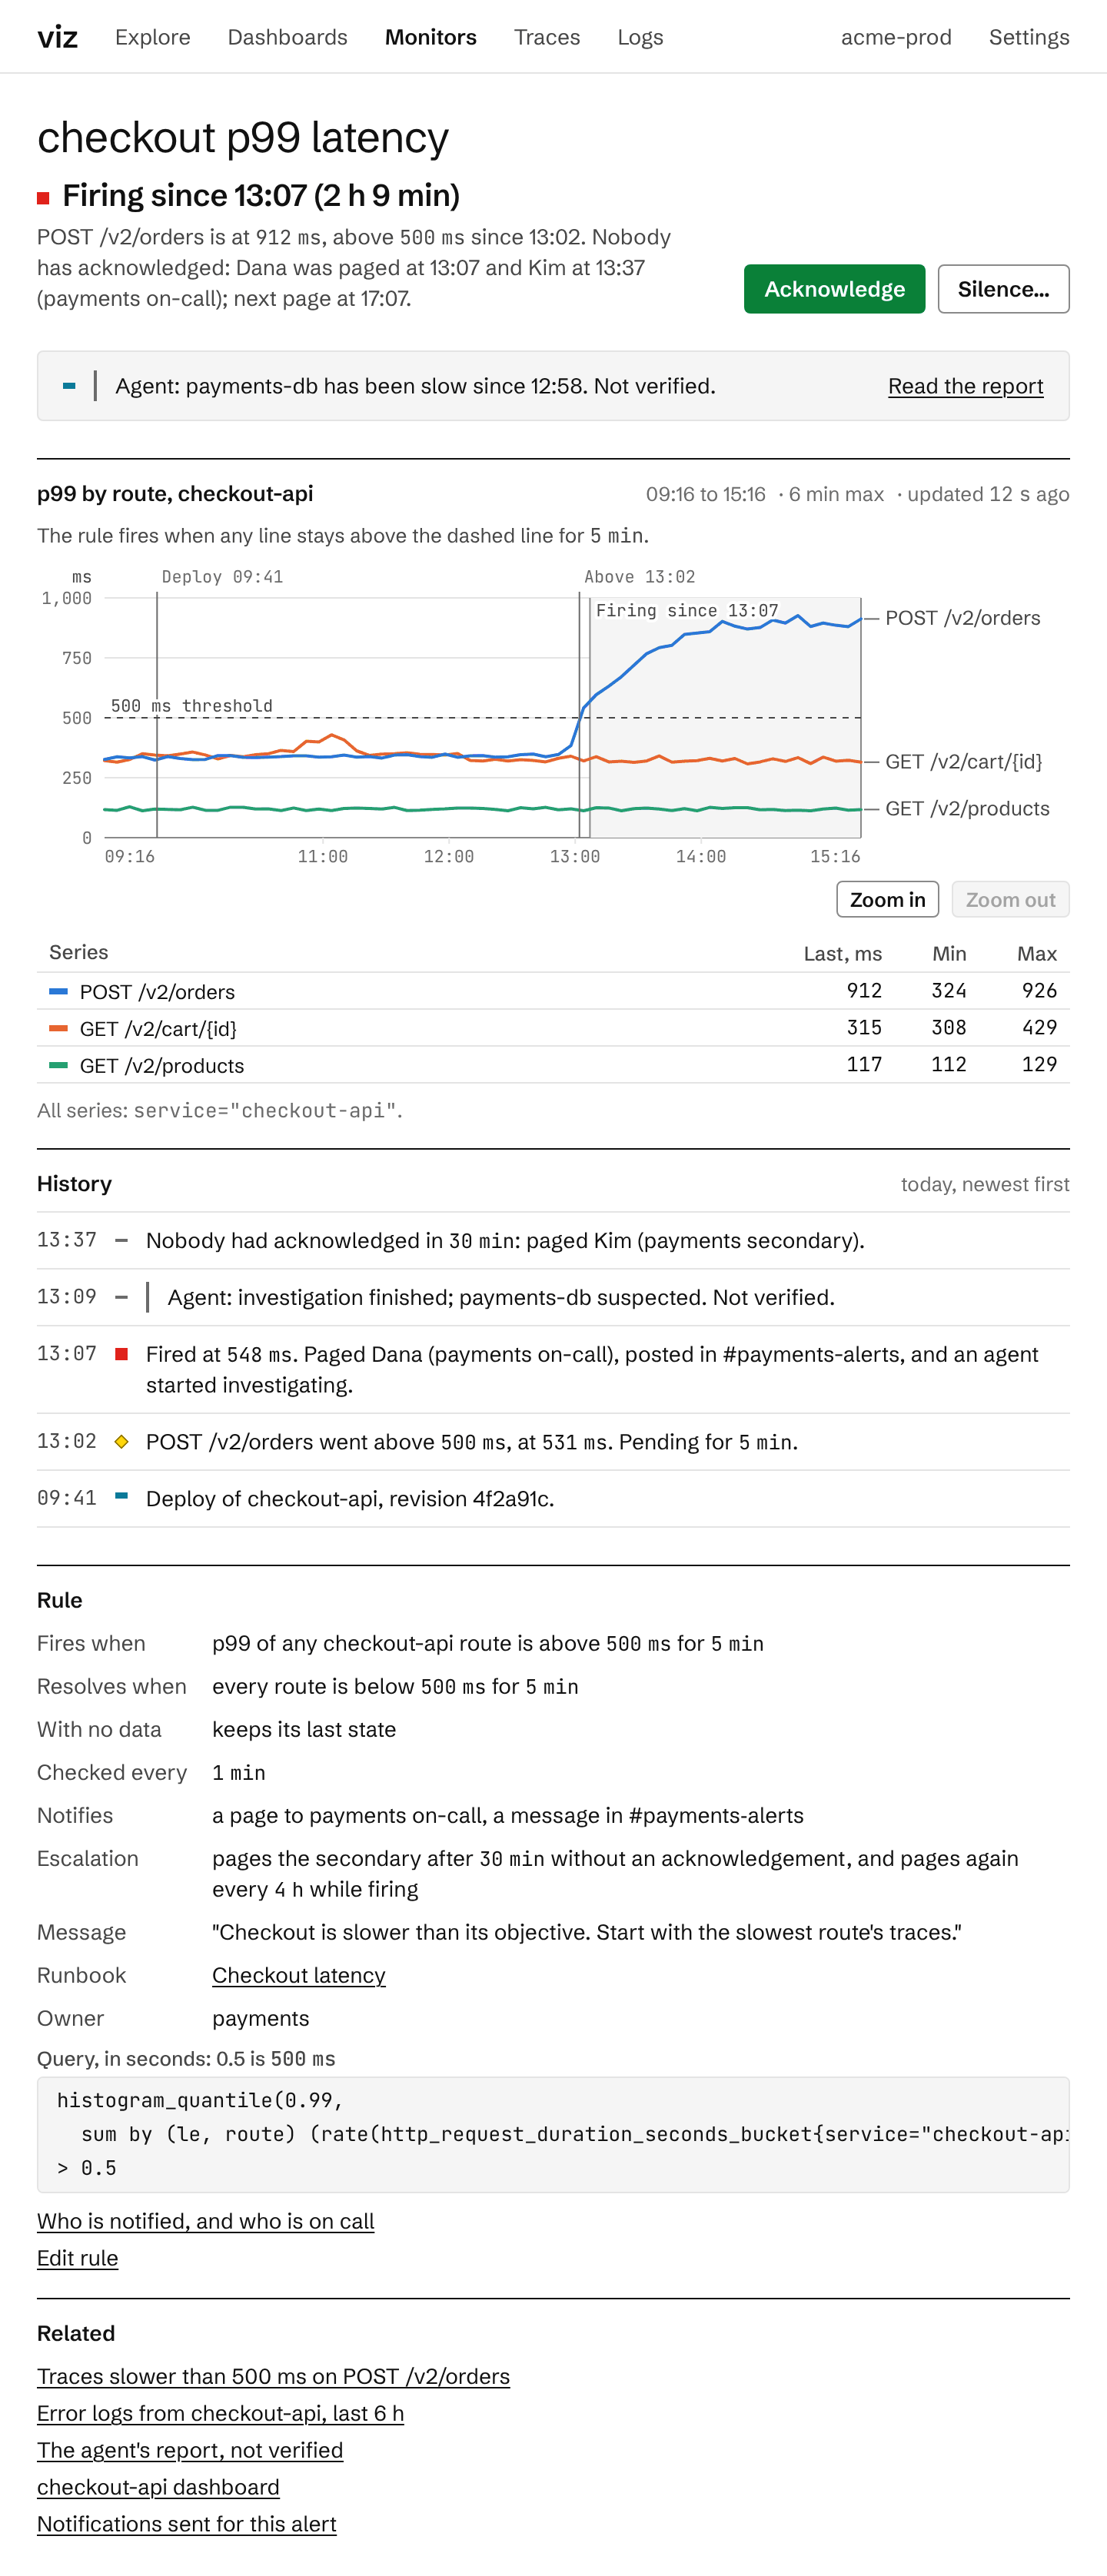 viz Explore Dashboards Monitors Traces Logs acme-prod Settings
checkout p99 latency
Firing since 13:07 (2 h 9 min)
POST /v2/orders is at 912 ms, above 500 ms since 13:02. Nobody
has acknowledged: Dana was paged at 13:07 and Kim at 13:37
(payments on-call); next page at 17:07.
Acknowledge Silence...
Agent: payments-db has been slow since 12:58. Not verified. Read the report
p99 by route, checkout-api 09:16 to 15:16 · 6 min max · updated 12 s ago
The rule fires when any line stays above the dashed line for 5 min.
ms Deploy 09:41 Above 13:02
1,000
Firing since 13:07
POST /v2/orders
750
500 ms threshold
500
GET /v2/cart/{id}
250
GET /v2/products
0
09:16 11:00 12:00 13:00 14:00 15:16
Zoom in Zoom out
Series Last, ms Min Max
POST /v2/orders 912 324 926
GET /v2/cart/{id} 315 308 429
GET /v2/products 117 112 129
All series: service="checkout-api".
History today, newest first
13:37 Nobody had acknowledged in 30 min: paged Kim (payments secondary).
13:09 Agent: investigation finished; payments-db suspected. Not verified.
13:07 Fired at 548 ms. Paged Dana (payments on-call), posted in #payments-alerts, and an agent
started investigating.
13:02 POST /v2/orders went above 500 ms, at 531 ms. Pending for 5 min.
09:41 Deploy of checkout-api, revision 4f2a91c.
Rule
Fires when p99 of any checkout-api route is above 500 ms for 5 min
Resolves when every route is below 500 ms for 5 min
With no data keeps its last state
Checked every 1 min
Notifies a page to payments on-call, a message in #payments-alerts
Escalation pages the secondary after 30 min without an acknowledgement, and pages again
every 4 h while firing
Message "Checkout is slower than its objective. Start with the slowest route's traces."
Runbook Checkout latency
Owner payments
Query, in seconds: 0.5 is 500 ms
histogram_quantile(0.99,
sum by (le, route) (rate(http_request_duration_seconds_bucket{service="checkout-api
> 0.5
Who is notified, and who is on call
Edit rule
Related
Traces slower than 500 ms on POST /v2/orders
Error logs from checkout-api, last 6 h
The agent's report, not verified
checkout-api dashboard
Notifications sent for this alert